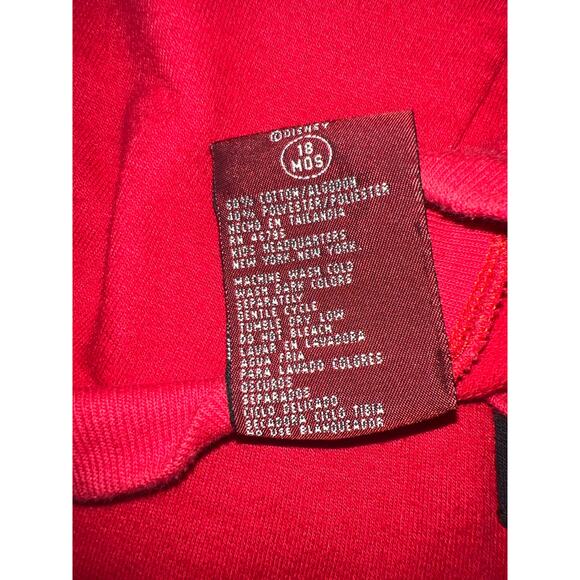 ©DISNEY
18
MOS
60% COTTON/ALGODON
40% POLYESTER/POLIESTER
HECHO EN TAILANDIA
RN 46795
KIDS HEADQUARTERS
NEW YORK, NEW YORK.
MACHINE WASH COLD
WASH DARK COLORS
SEPARATELY
GENTLE CYCLE
TUMBLE DRY LOW
DO NOT BLEACH
LAVAR EN LAVADORA
AGUA FRIA
PARA LAVADO COLORES
OSCUROS
SEPARADOS
CICLO DELICADO
SECADORA CICLO TIBIA
NO USE BLANQUEADOR